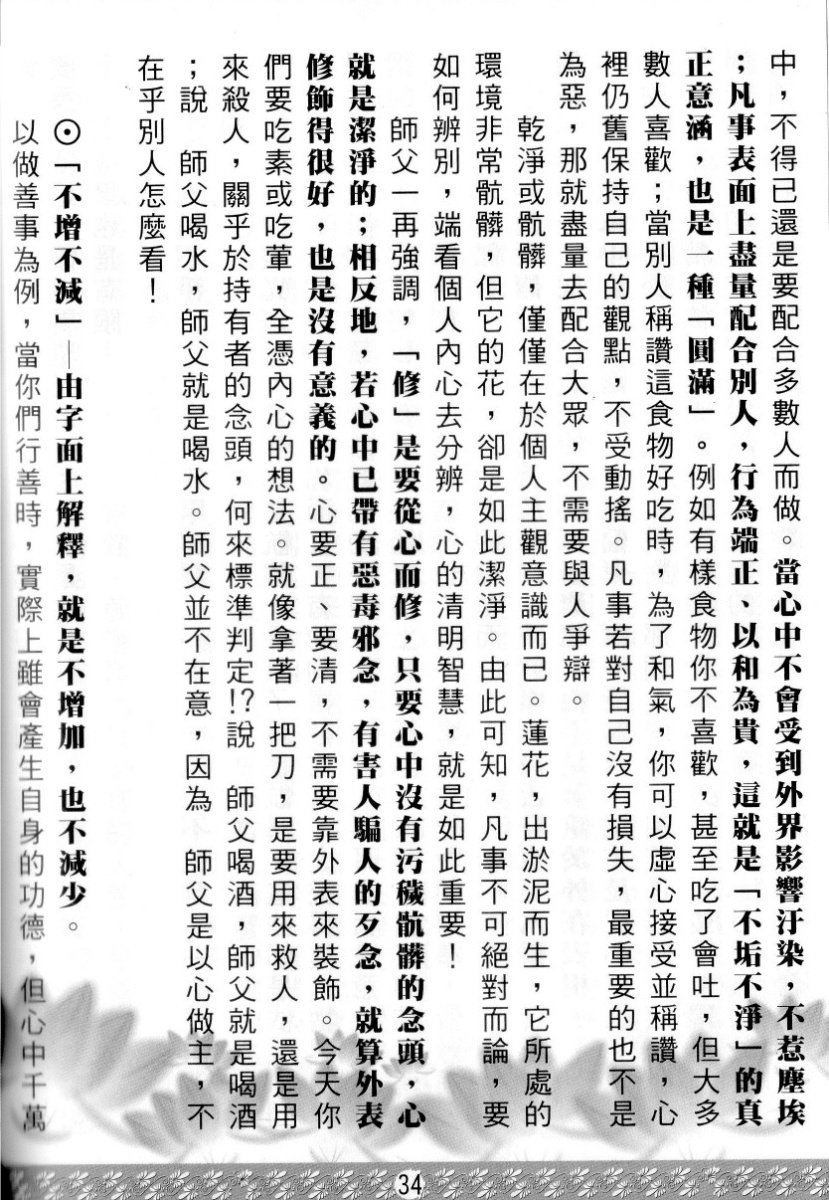 中，不得已還是要配合多數人而做。當心中不會受到外界影響汙染，不惹塵埃
；凡事表面上盡量配合別人，行為端正、以和為貴，這就是「不垢不淨」的真
正意涵，也是一種「圓滿」。例如有樣食物你不喜歡，甚至吃了會吐，但大多
數人喜歡；當別人稱讚這食物好吃時，為了和氣，你可以虛心接受並稱讚，心
裡仍舊保持自己的觀點，不受動搖。凡事若對自己沒有損失，最重要的也不是
為惡，那就盡量去配合大眾，不需要與人爭辯。
乾淨或骯髒，僅僅在於個人主觀意識而已。蓮花，出淤泥而生，它所處的
環境非常骯髒，但它的花，卻是如此潔淨。由此可知，凡事不可絕對而論，要
如何辨別，端看個人內心去分辨，心的清明智慧，就是如此重要！
師父一再強調，「修」是要從心而修，只要心中沒有污穢骯髒的念頭，心
就是潔淨的；相反地，若心中已帶有惡毒邪念，有害人騙人的歹念，就算外表
修飾得很好，也是沒有意義的。心要正、要清，不需要靠外表來裝飾。今天你
們要吃素或吃葷，全憑內心的想法。就像拿著一把刀，是要用來救人，還是用
來殺人，關乎於持有者的念頭，何來標準判定!?說　師父喝酒，師父就是喝酒
；說　師父喝水，師父就是喝水。師父並不在意，因為　師父是以心做主，不
在乎別人怎麼看！
⊙「不增不減」—由字面上解釋，就是不增加，也不減少。
以做善事為例，當你們行善時，實際上雖會產生自身的功德，但心中千萬
34